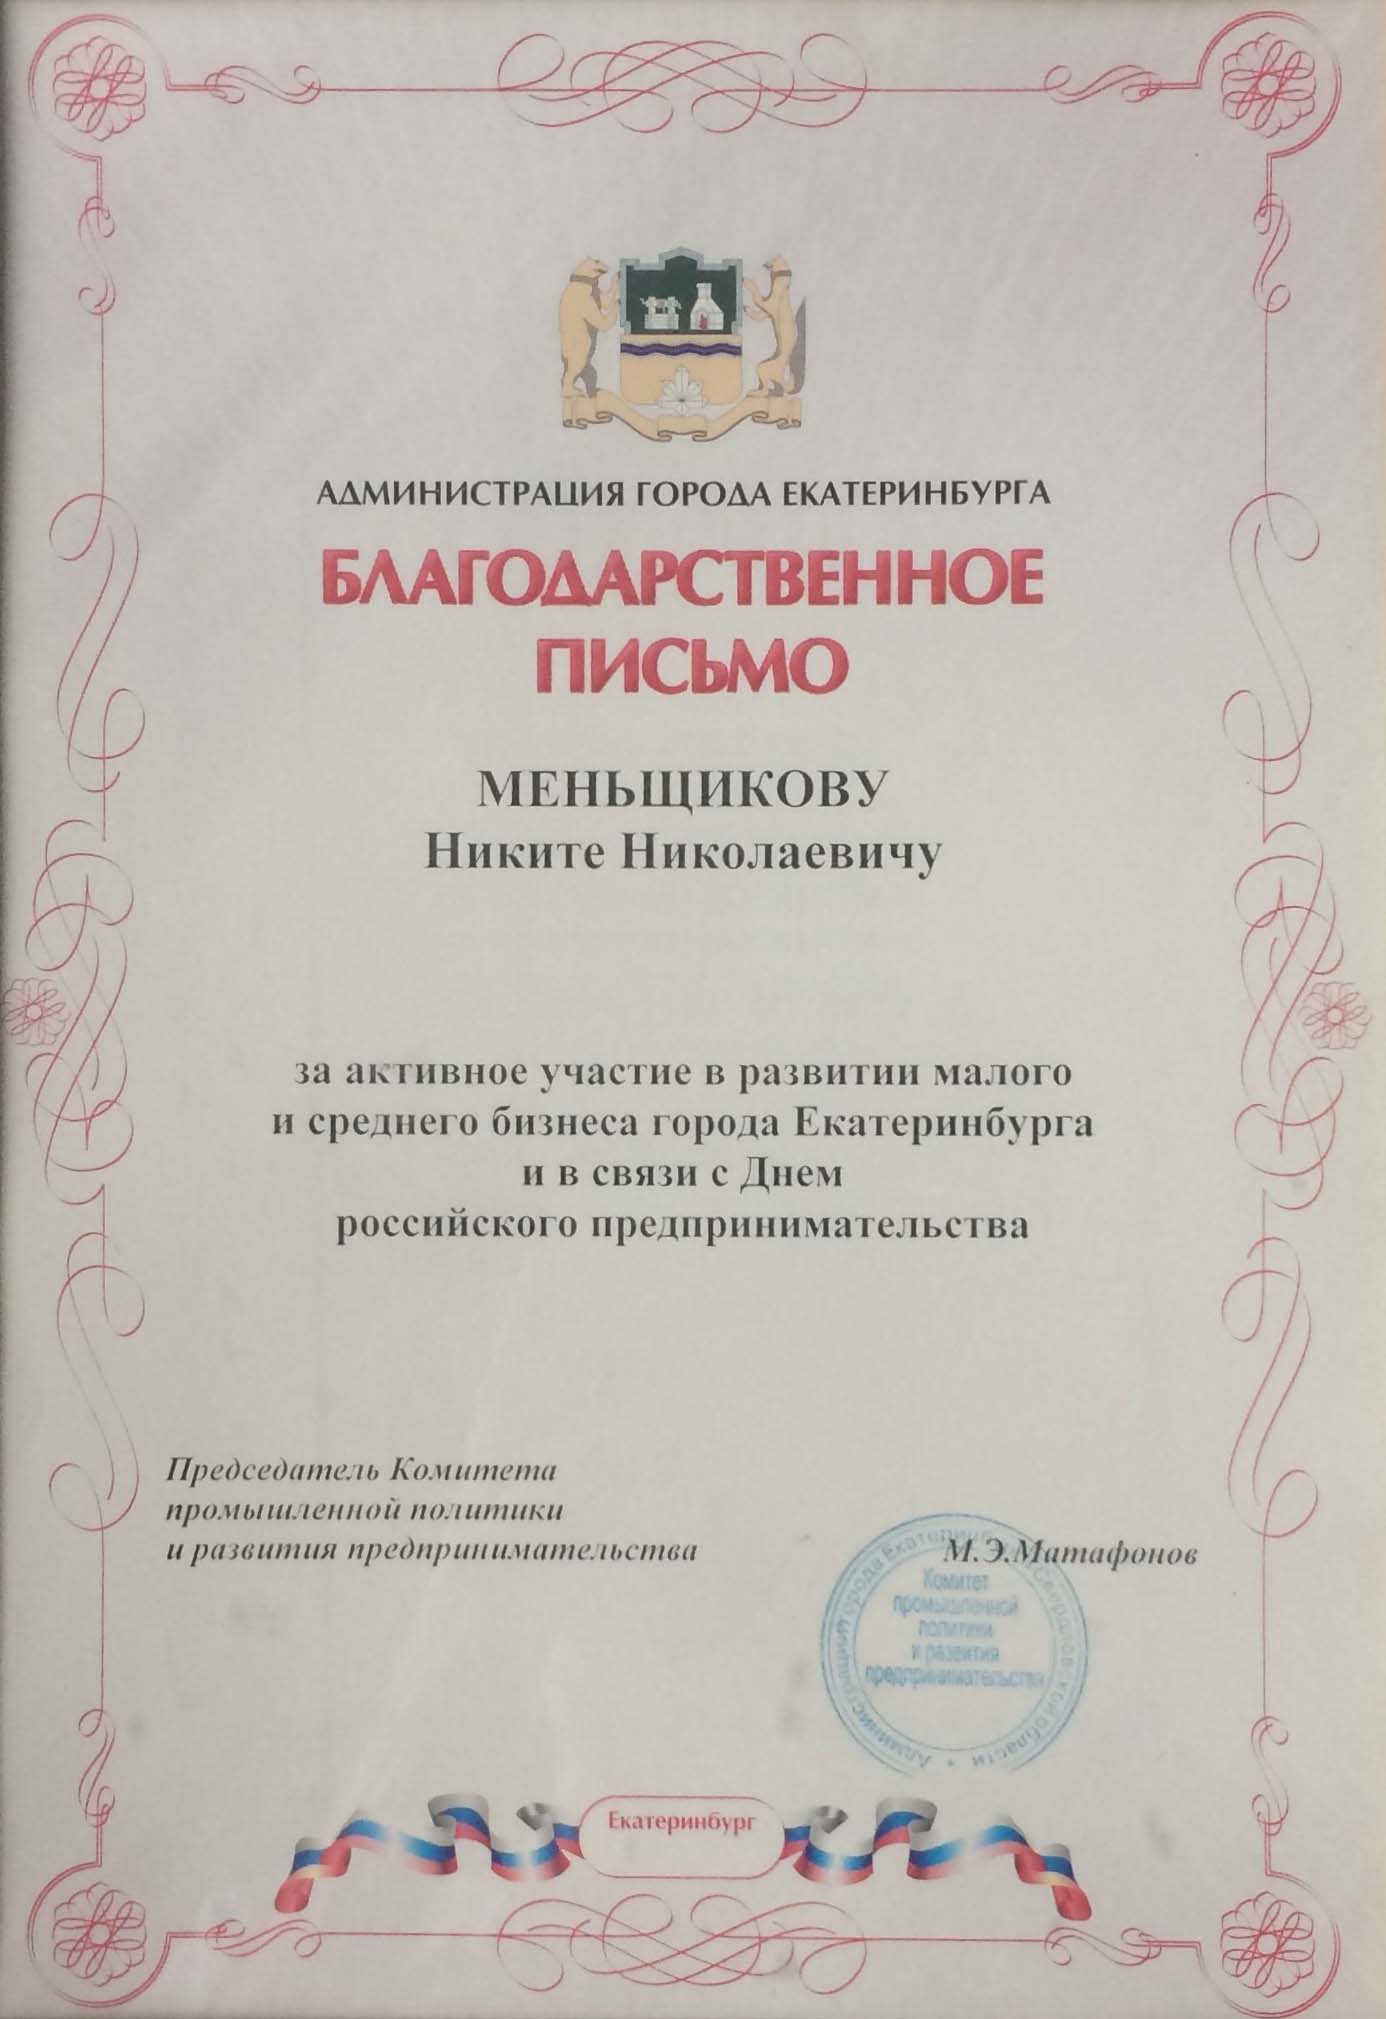 АДМИНИСТРАЦИЯ ГОРОДА ЕКАТЕРИНБУРГА
БЛАГОДАРСТВЕННОЕ
ПИСЬМО
МЕНЬЩИКОВУ
Никите Николаевичу
за активное участие в развитии малого
и среднего бизнеса города Екатеринбурга
и в связи с Днем
российского предпринимательства
Председатель Комитета
промышленной политики
и развития предпринимательства
М.Э.Матафонов
Комитет
промышленной
политики
и развития
предпринимательства
Екатеринбург